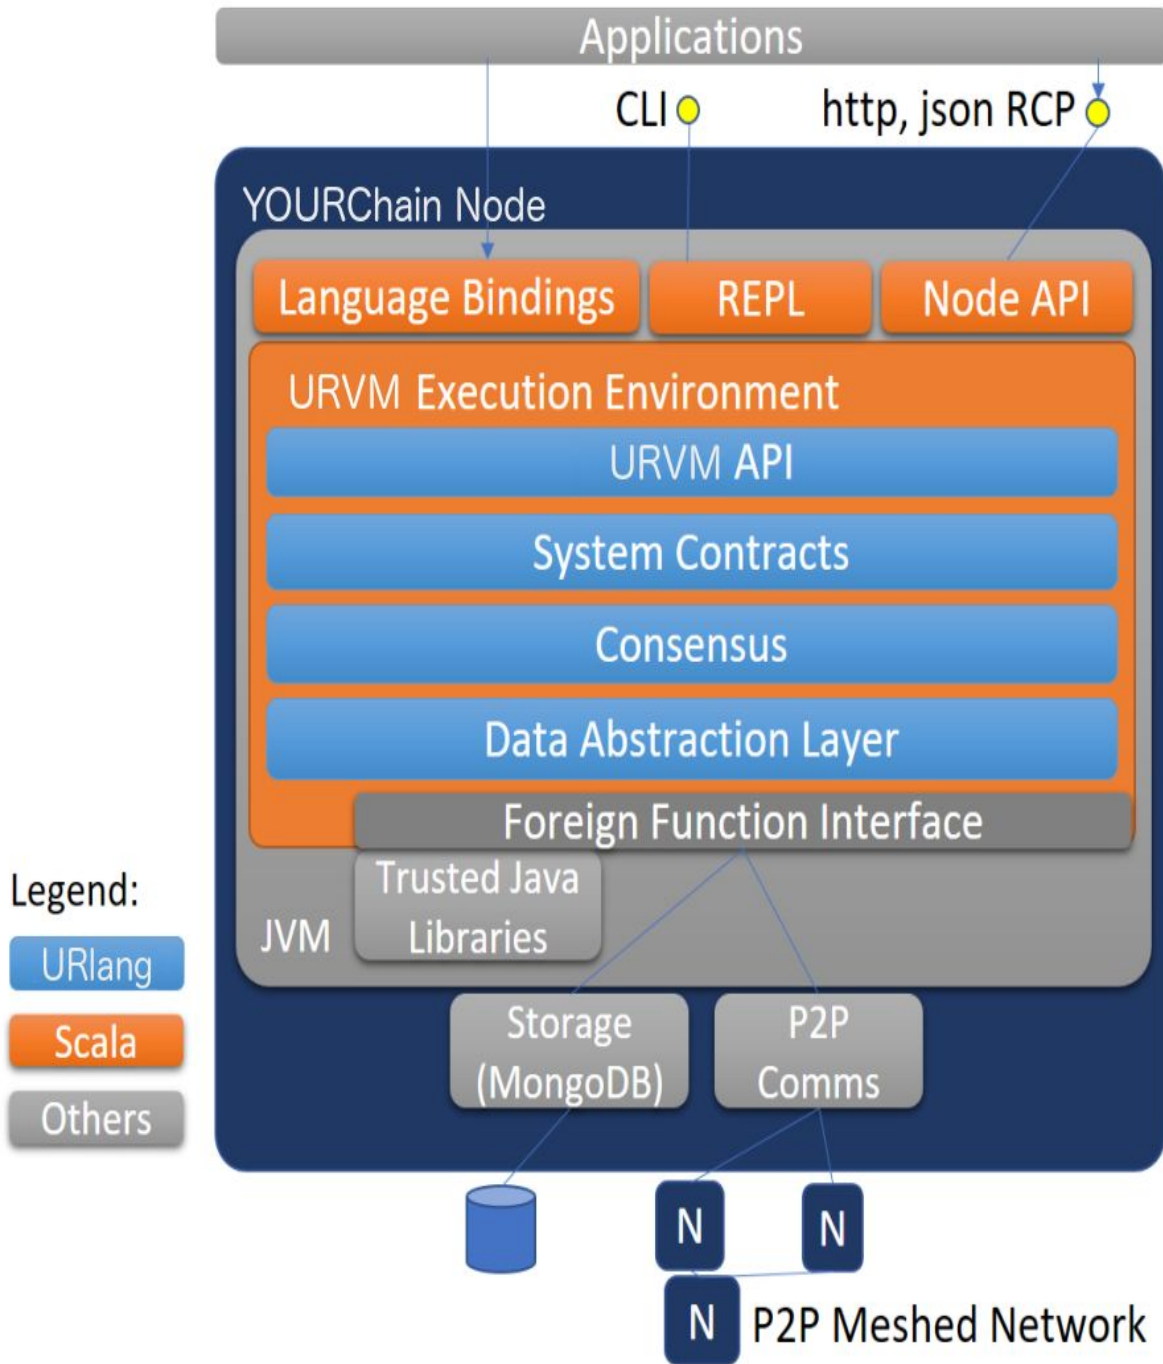 Applications
CLI
http, json RCP
YOURChain Node
Language Bindings
REPL
Node API
URVM Execution Environment
URVM API
System Contracts
Consensus
Data Abstraction Layer
Foreign Function Interface
Trusted Java
Libraries
JVM
Legend:
URlang
Scala
Others
Storage
(MongoDB)
P2P
Comms
N
N
N
P2P Meshed Network